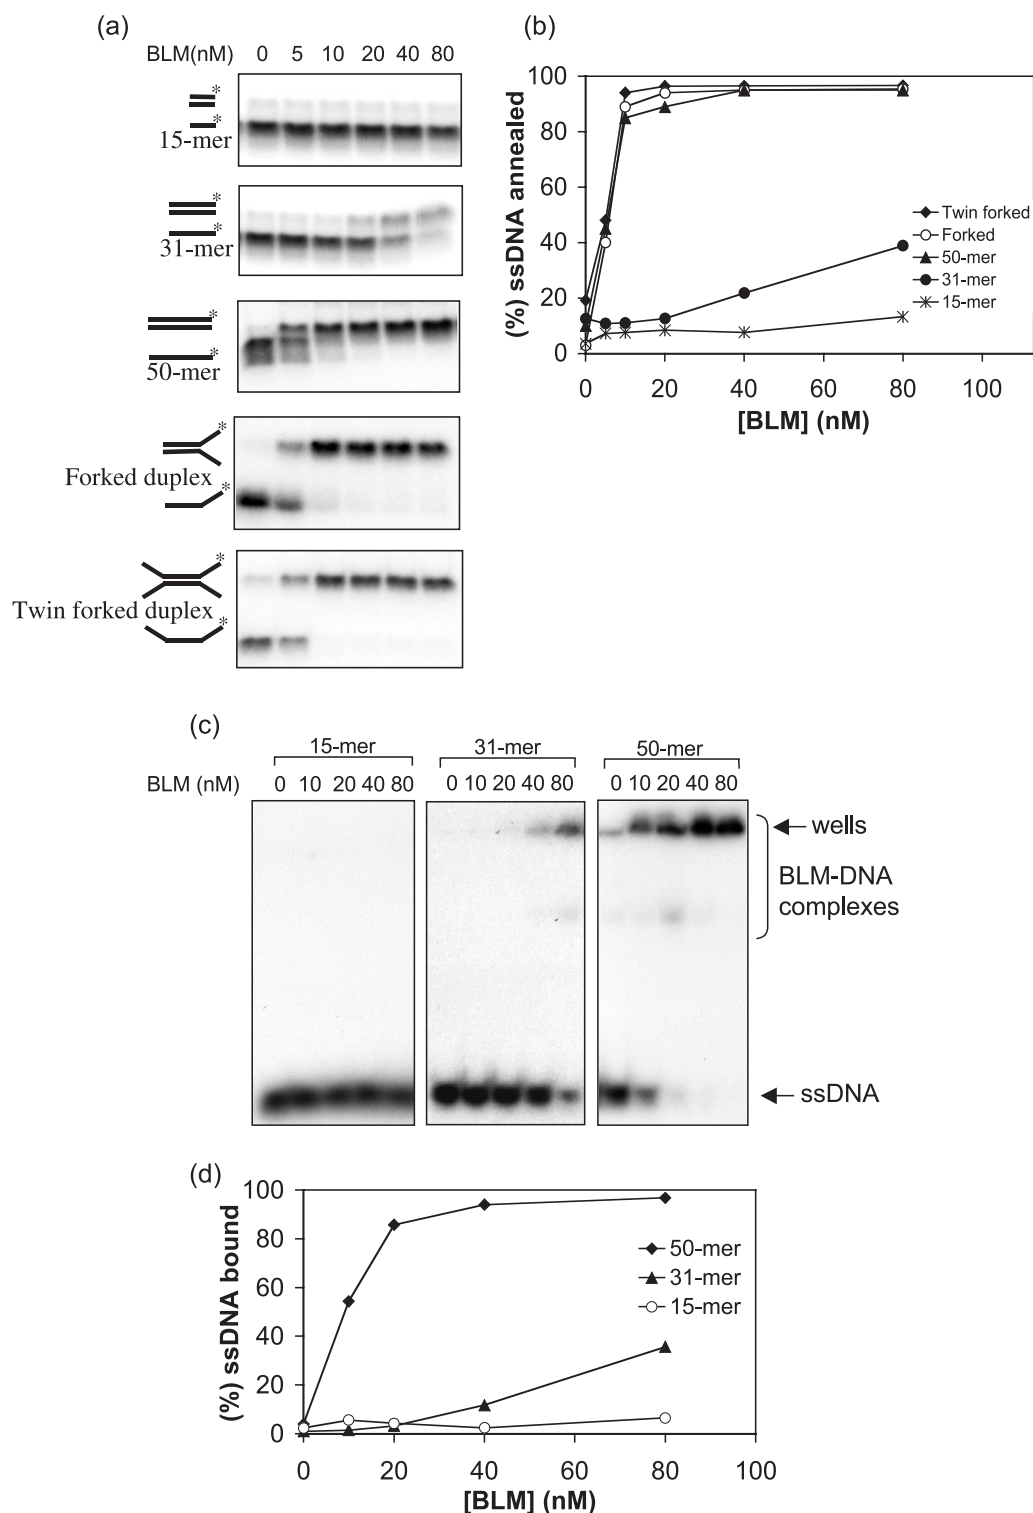 (a)
BLM(nM) 0 5 10 20 40 80
*
*
15-mer
*
*
31-mer
*
*
50-mer
*
Forked duplex
*
*
Twin forked duplex
*
(b)
(%) ssDNA annealed
100
80
60
40
20
0
0 20 40 60 80 100
[BLM] (nM)
Twin forked
Forked
50-mer
31-mer
15-mer
(c)
15-mer 31-mer 50-mer
BLM (nM) 0 10 20 40 80 0 10 20 40 80 0 10 20 40 80
wells
BLM-DNA
complexes
ssDNA
(d)
(%) ssDNA bound
100
80
60
40
20
0
0 20 40 60 80 100
[BLM] (nM)
50-mer
31-mer
15-mer